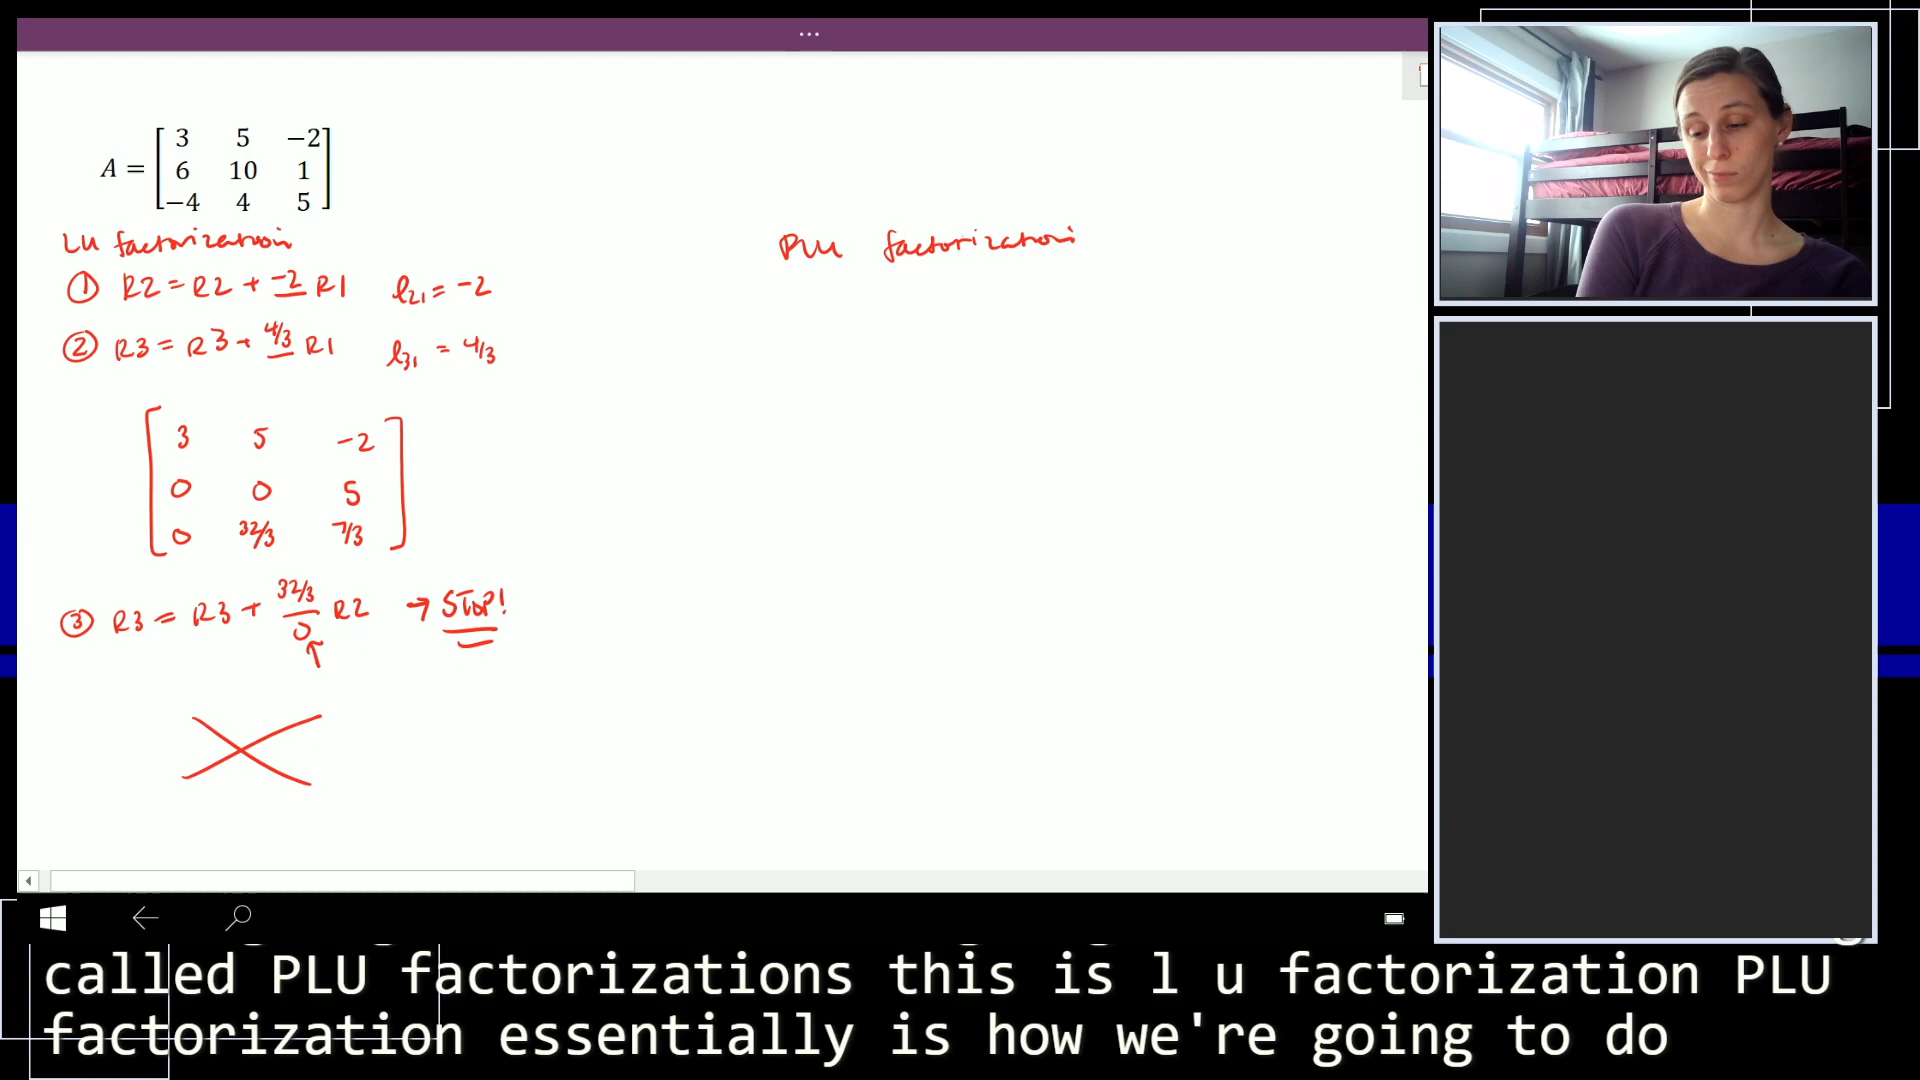 ...
A = [ 3 5 −2 ]
[ 6 10 1 ]
[ −4 4 5 ]
LU factorization
① R2 = R2 + -2 R1 l21 = -2
② R3 = R3 + 4/3 R1 l31 = 4/3
[ 3 5 -2 ]
[ 0 0 5 ]
[ 0 32/3 7/3 ]
③ R3 = R3 + 32/3 / 0 R2 → STOP!
PLU factorization
called PLU factorizations this is l u factorization PLU
factorization essentially is how we're going to do